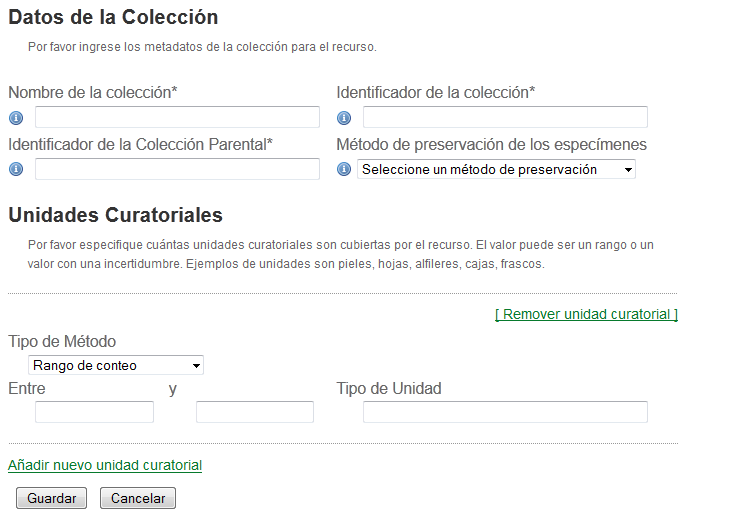 Datos de la Colección
Por favor ingrese los metadatos de la colección para el recurso.
Nombre de la colección*
Identificador de la colección*
Identificador de la Colección Parental*
Método de preservación de los especímenes
Seleccione un método de preservación
Unidades Curatoriales
Por favor especifique cuántas unidades curatoriales son cubiertas por el recurso. El valor puede ser un rango o un
valor con una incertidumbre. Ejemplos de unidades son pieles, hojas, alfileres, cajas, frascos.
[ Remover unidad curatorial ]
Tipo de Método
Rango de conteo
Entre y Tipo de Unidad
Añadir nuevo unidad curatorial
Guardar Cancelar